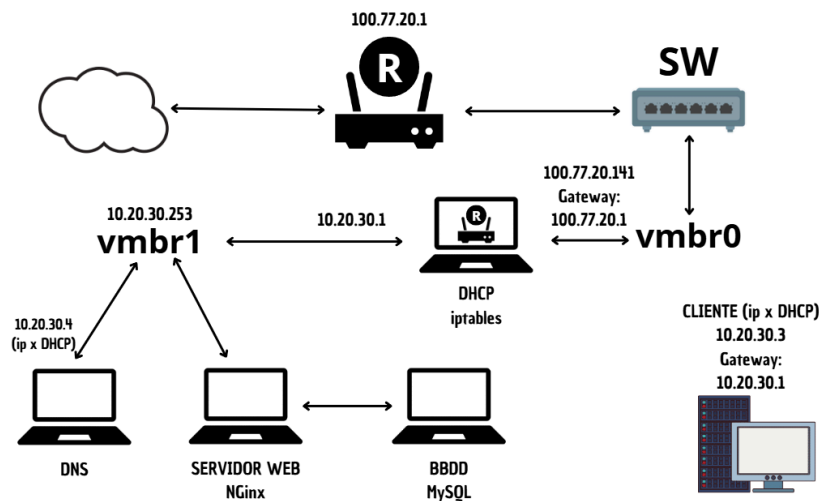 100.77.20.1
R
SW
100.77.20.141
Gateway:
100.77.20.1
vmbr0
10.20.30.1
10.20.30.253
vmbr1
R
DHCP
iptables
10.20.30.4
(ip x DHCP)
CLIENTE (ip x DHCP)
10.20.30.3
Gateway:
10.20.30.1
DNS
SERVIDOR WEB
NGinx
BBDD
MySQL